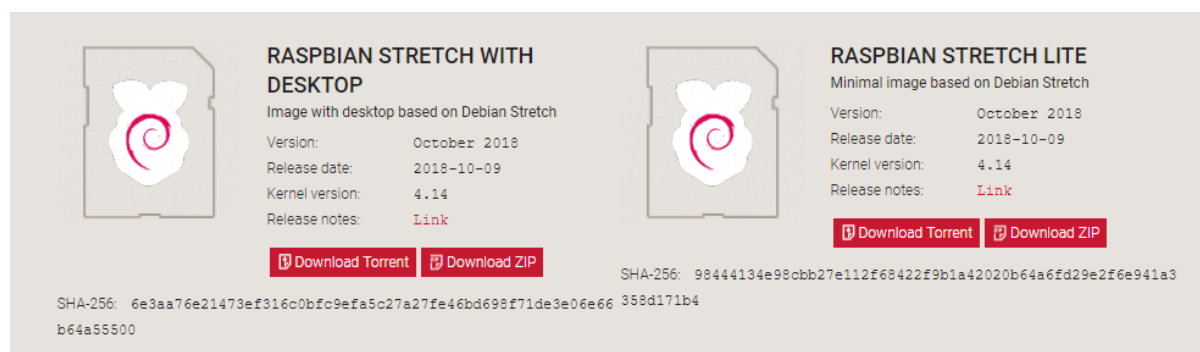 RASPBIAN STRETCH WITH
DESKTOP
Image with desktop based on Debian Stretch
Version: October 2018
Release date: 2018-10-09
Kernel version: 4.14
Release notes: Link
Download Torrent Download ZIP
SHA-256: 6e3aa76e21473ef316c0bfc9efa5c27a27fe46bd698f71de3e06e66
b64a55500
RASPBIAN STRETCH LITE
Minimal image based on Debian Stretch
Version: October 2018
Release date: 2018-10-09
Kernel version: 4.14
Release notes: Link
Download Torrent Download ZIP
SHA-256: 98444134e98cbb27e112f68422f9b1a42020b64a6fd29e2f6e941a3
358d171b4